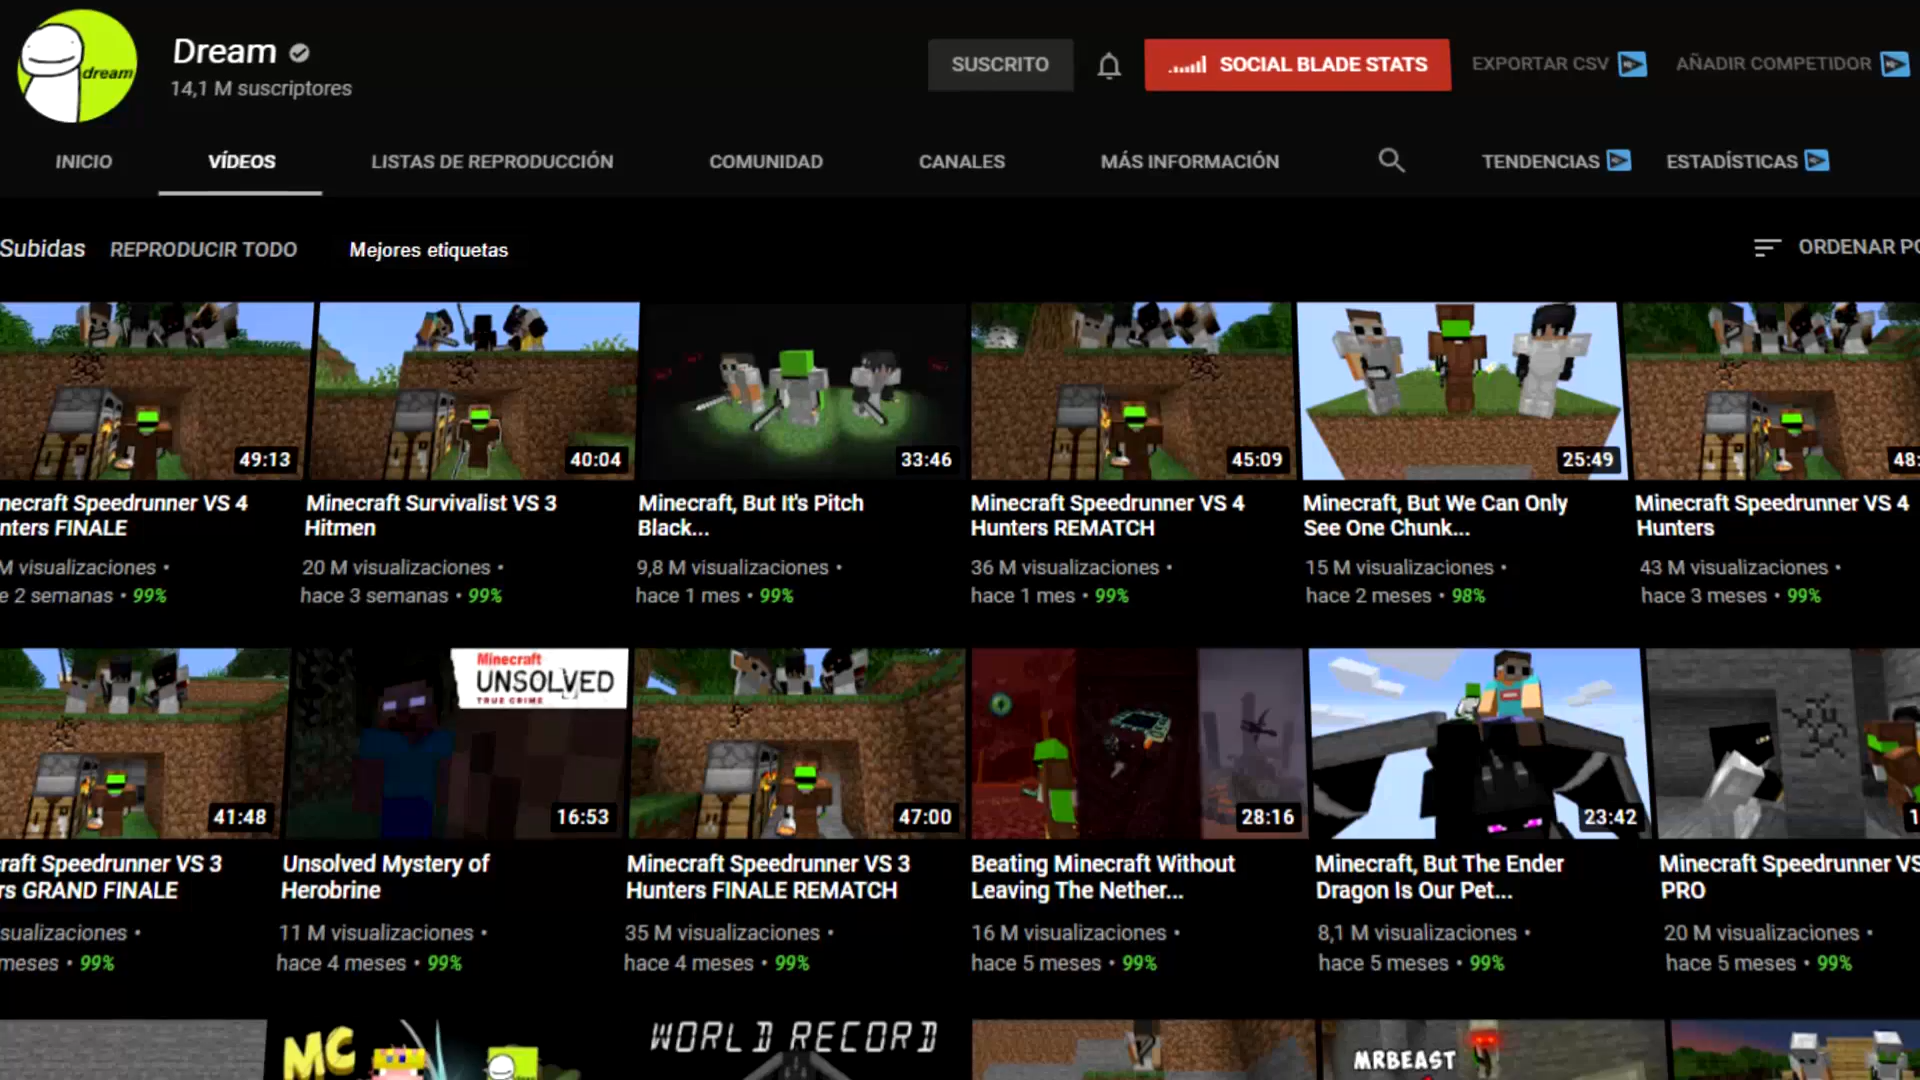 dream
Dream
14,1 M suscriptores
SUSCRITO
SOCIAL BLADE STATS
EXPORTAR CSV
AÑADIR COMPETIDOR
INICIO
VÍDEOS
LISTAS DE REPRODUCCIÓN
COMUNIDAD
CANALES
MÁS INFORMACIÓN
TENDENCIAS
ESTADÍSTICAS
Subidas
REPRODUCIR TODO
Mejores etiquetas
ORDENAR PO
49:13
40:04
33:46
45:09
25:49
48:
necraft Speedrunner VS 4
nters FINALE
M visualizaciones •
e 2 semanas • 99%
Minecraft Survivalist VS 3
Hitmen
20 M visualizaciones •
hace 3 semanas • 99%
Minecraft, But It's Pitch
Black...
9,8 M visualizaciones •
hace 1 mes • 99%
Minecraft Speedrunner VS 4
Hunters REMATCH
36 M visualizaciones •
hace 1 mes • 99%
Minecraft, But We Can Only
See One Chunk...
15 M visualizaciones •
hace 2 meses • 98%
Minecraft Speedrunner VS 4
Hunters
43 M visualizaciones •
hace 3 meses • 99%
Minecraft
UNSOLVED
TRUE CRIME
41:48
16:53
47:00
28:16
23:42
1
craft Speedrunner VS 3
rs GRAND FINALE
sualizaciones •
meses • 99%
Unsolved Mystery of
Herobrine
11 M visualizaciones •
hace 4 meses • 99%
Minecraft Speedrunner VS 3
Hunters FINALE REMATCH
35 M visualizaciones •
hace 4 meses • 99%
Beating Minecraft Without
Leaving The Nether...
16 M visualizaciones •
hace 5 meses • 99%
Minecraft, But The Ender
Dragon Is Our Pet...
8,1 M visualizaciones •
hace 5 meses • 99%
Minecraft Speedrunner VS
PRO
20 M visualizaciones •
hace 5 meses • 99%
MC
WORLD RECORD
MRBEAST